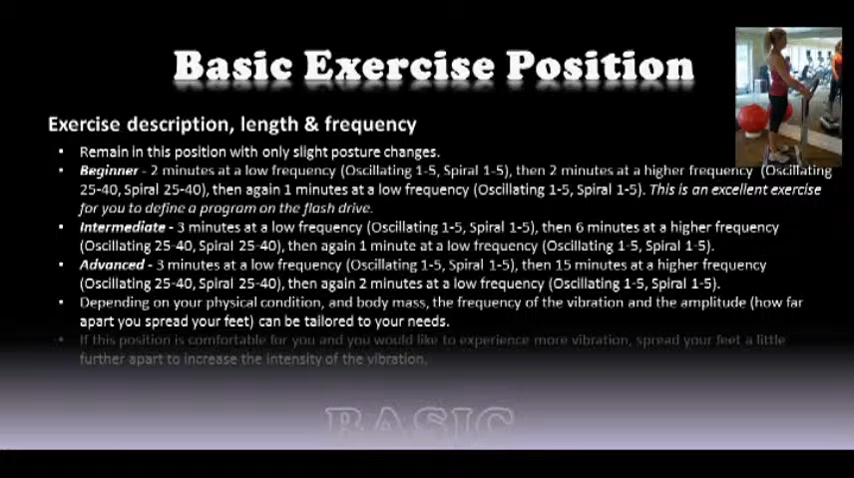 Basic Exercise Position
Exercise description, length & frequency
• Remain in this position with only slight posture changes.
• Beginner - 2 minutes at a low frequency (Oscillating 1-5, Spiral 1-5), then 2 minutes at a higher frequency (Oscillating
25-40, Spiral 25-40), then again 1 minutes at a low frequency (Oscillating 1-5, Spiral 1-5). This is an excellent exercise
for you to define a program on the flash drive.
• Intermediate - 3 minutes at a low frequency (Oscillating 1-5, Spiral 1-5), then 6 minutes at a higher frequency
(Oscillating 25-40, Spiral 25-40), then again 1 minute at a low frequency (Oscillating 1-5, Spiral 1-5).
• Advanced - 3 minutes at a low frequency (Oscillating 1-5, Spiral 1-5), then 15 minutes at a higher frequency
(Oscillating 25-40, Spiral 25-40), then again 2 minutes at a low frequency (Oscillating 1-5, Spiral 1-5).
• Depending on your physical condition, and body mass, the frequency of the vibration and the amplitude (how far
apart you spread your feet) can be tailored to your needs.
• If this position is comfortable for you and you would like to experience more vibration, spread your feet a little
further apart to increase the intensity of the vibration.
BASIC